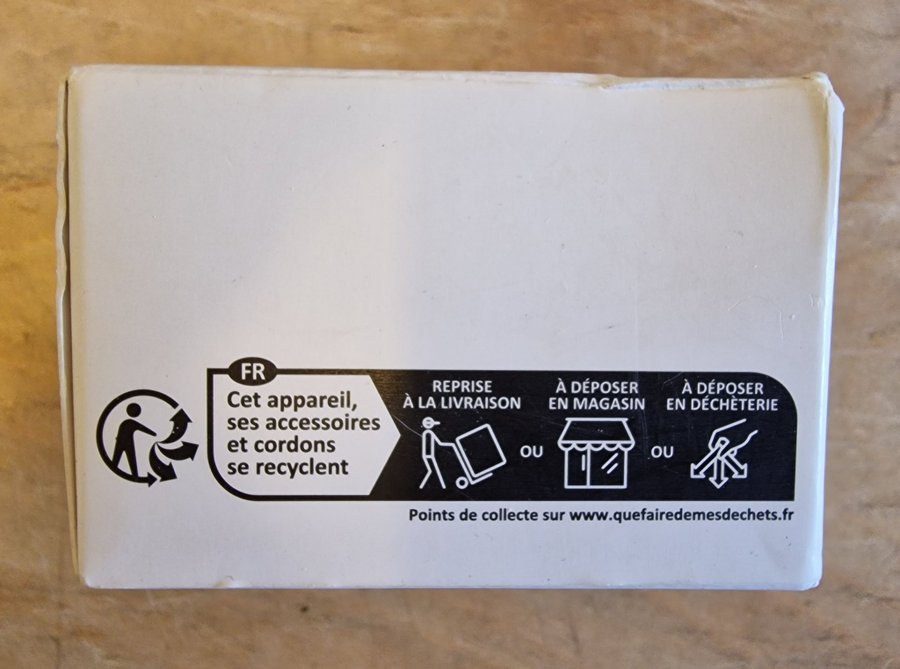 FR
Cet appareil,
ses accessoires
et cordons
se recyclent
REPRISE
À LA LIVRAISON
OU
À DÉPOSER
EN MAGASIN
OU
À DÉPOSER
EN DÉCHÈTERIE
Points de collecte sur www.quefairedemesdechets.fr